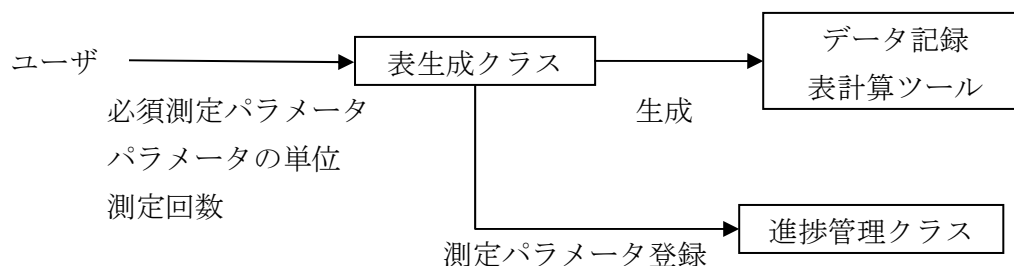 ユーザ
表生成クラス
データ記録
表計算ツール
必須測定パラメータ
パラメータの単位
測定回数
生成
進捗管理クラス
測定パラメータ登録